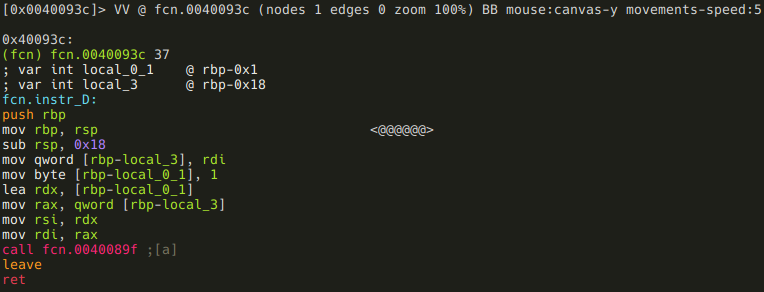 [0x0040093c]> VV @ fcn.0040093c (nodes 1 edges 0 zoom 100%) BB mouse:canvas-y movements-speed:5
0x40093c:
(fcn) fcn.0040093c 37
; var int local_0_1    @ rbp-0x1
; var int local_3      @ rbp-0x18
fcn.instr_D:
push rbp
mov rbp, rsp <@@@@@@>
sub rsp, 0x18
mov qword [rbp-local_3], rdi
mov byte [rbp-local_0_1], 1
lea rdx, [rbp-local_0_1]
mov rax, qword [rbp-local_3]
mov rsi, rdx
mov rdi, rax
call fcn.0040089f ;[a]
leave
ret